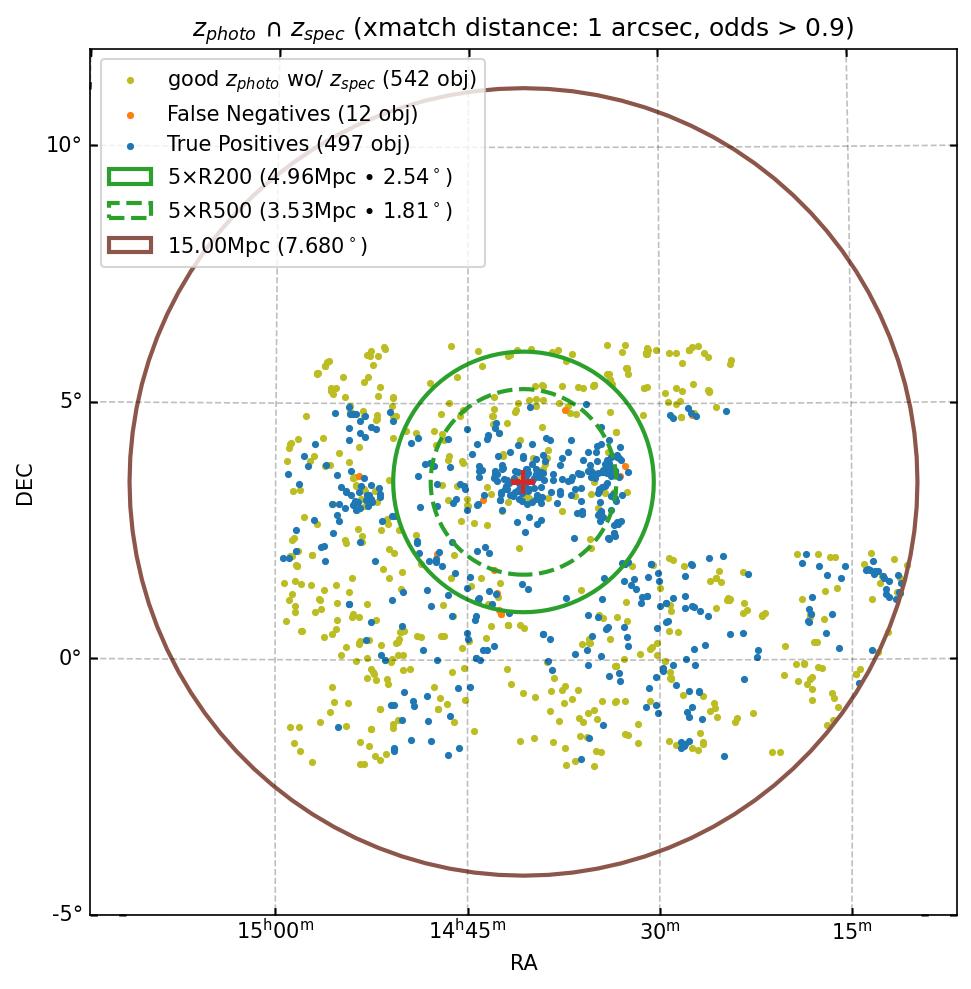 z_photo ∩ z_spec (xmatch distance: 1 arcsec, odds > 0.9)
good z_photo wo/ z_spec (542 obj)
False Negatives (12 obj)
True Positives (497 obj)
5×R200 (4.96Mpc • 2.54°)
5×R500 (3.53Mpc • 1.81°)
15.00Mpc (7.680°)
10°
5°
0°
-5°
DEC
15h00m
14h45m
30m
15m
RA